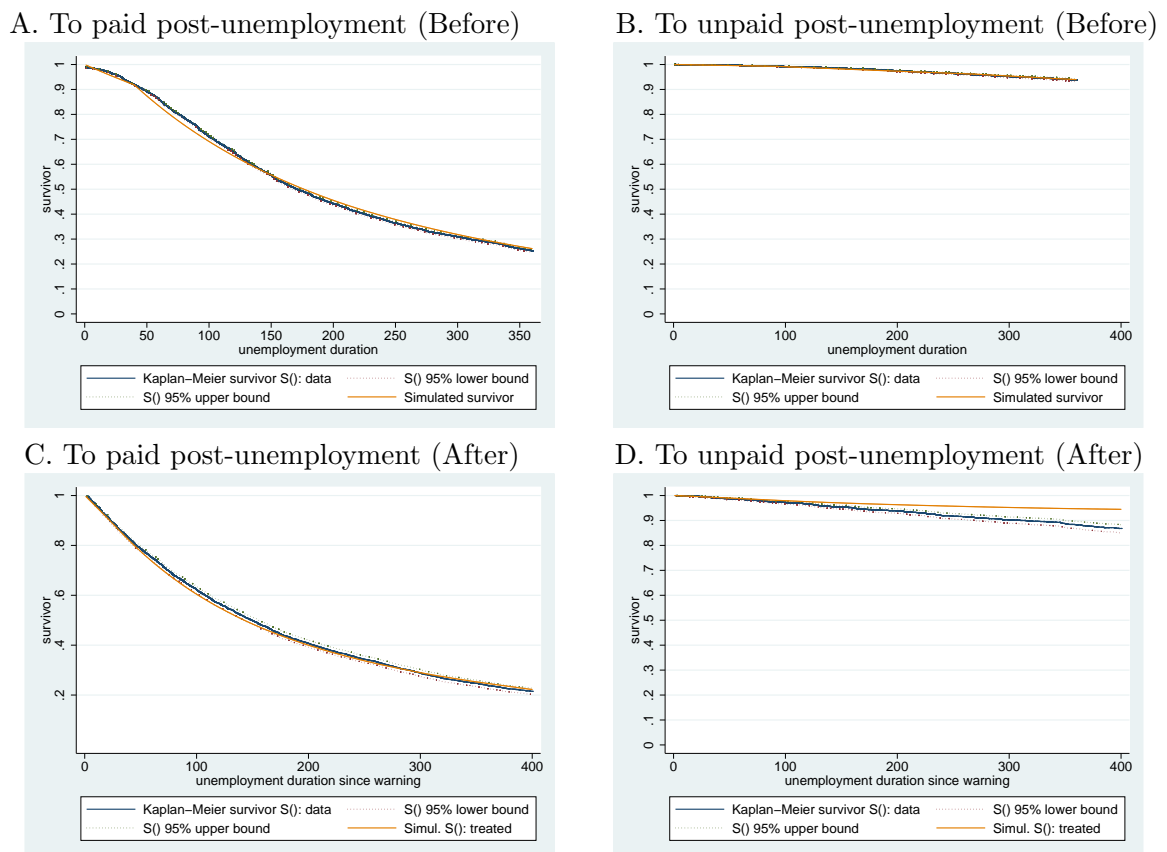 A. To paid post-unemployment (Before)
1
.9
.8
.7
.6
.5
.4
.3
.2
.1
0
survivor
0 50 100 150 200 250 300 350
unemployment duration
Kaplan−Meier survivor S(): data S() 95% lower bound
S() 95% upper bound Simulated survivor
B. To unpaid post-unemployment (Before)
1
.9
.8
.7
.6
.5
.4
.3
.2
.1
0
survivor
0 100 200 300 400
unemployment duration
Kaplan−Meier survivor S(): data S() 95% lower bound
S() 95% upper bound Simulated survivor
C. To paid post-unemployment (After)
1
.8
.6
.4
.2
survivor
0 100 200 300 400
unemployment duration since warning
Kaplan−Meier survivor S(): data S() 95% lower bound
S() 95% upper bound Simul. S(): treated
D. To unpaid post-unemployment (After)
1
.9
.8
.7
.6
.5
.4
.3
.2
.1
0
survivor
0 100 200 300 400
unemployment duration since warning
Kaplan−Meier survivor S(): data S() 95% lower bound
S() 95% upper bound Simul. S(): treated